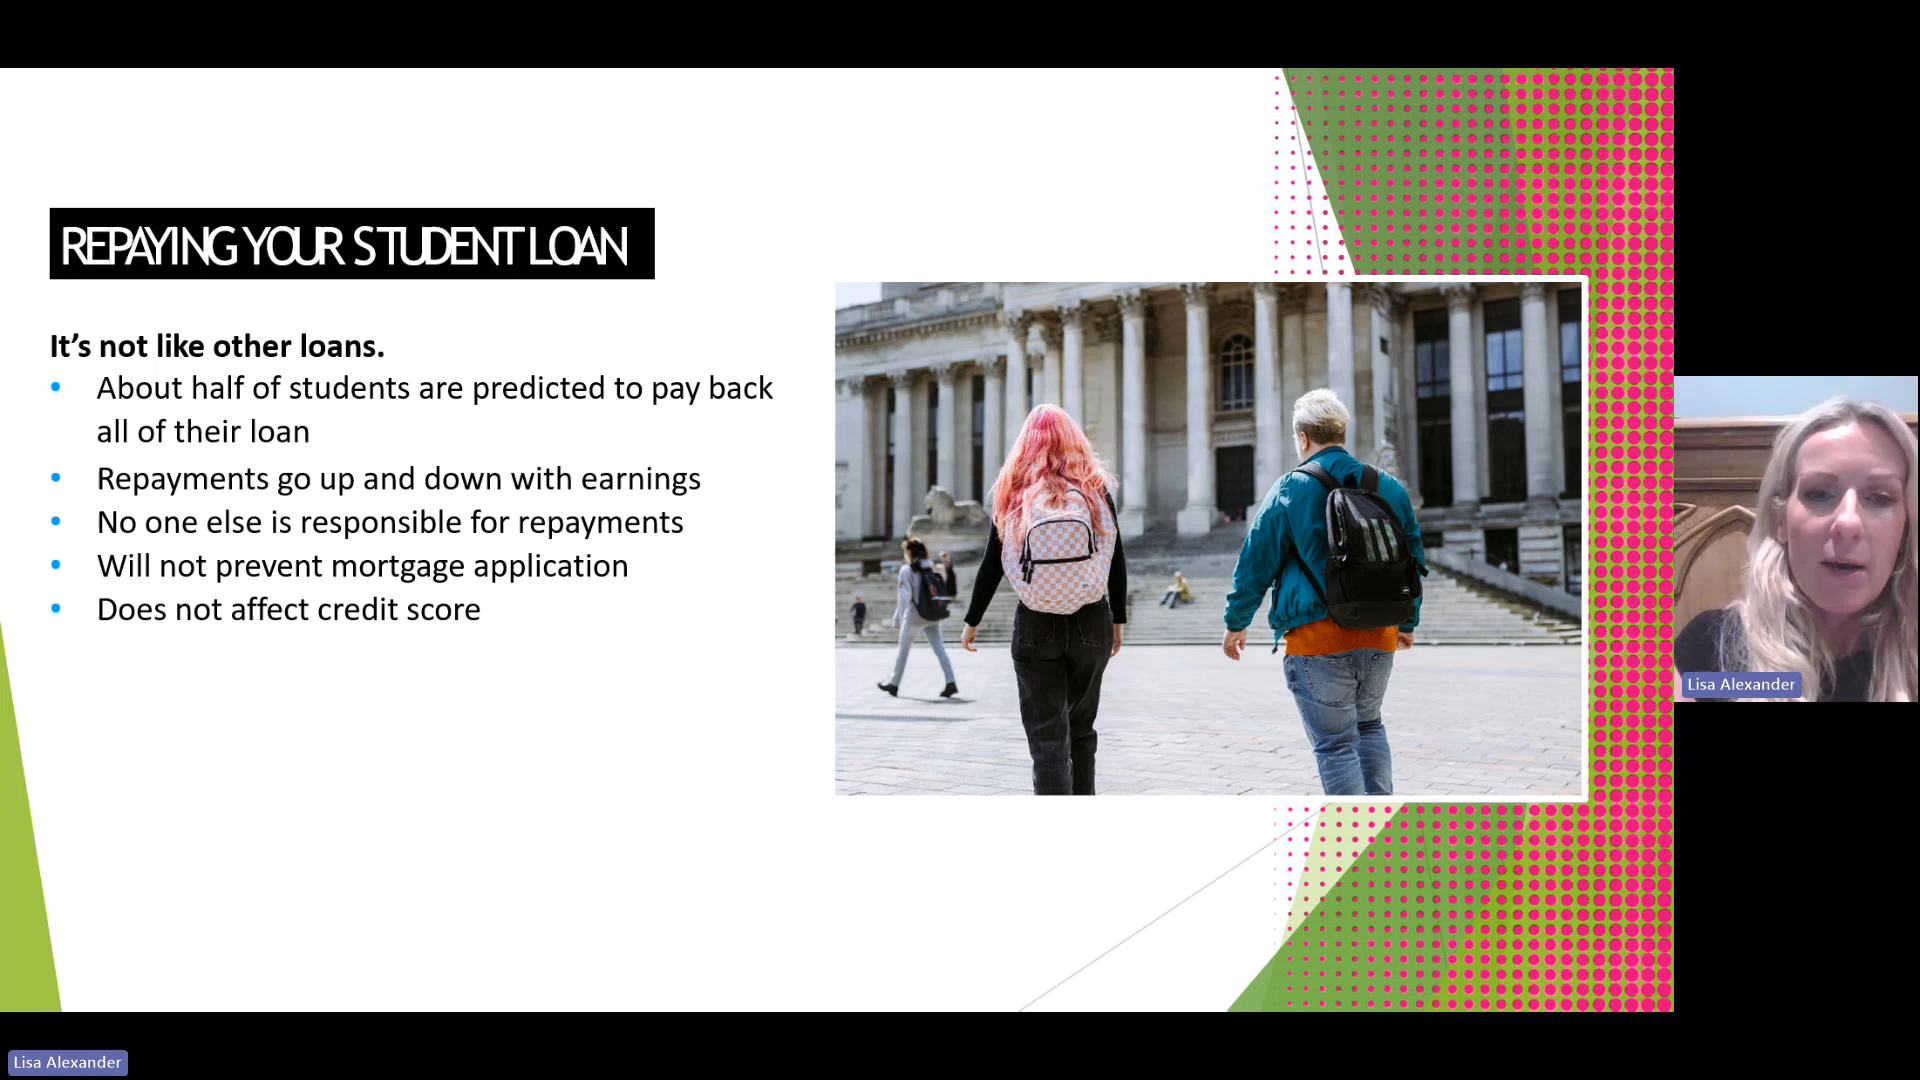 REPAYING YOUR STUDENT LOAN
It’s not like other loans.
• About half of students are predicted to pay back
all of their loan
• Repayments go up and down with earnings
• No one else is responsible for repayments
• Will not prevent mortgage application
• Does not affect credit score
Lisa Alexander
Lisa Alexander